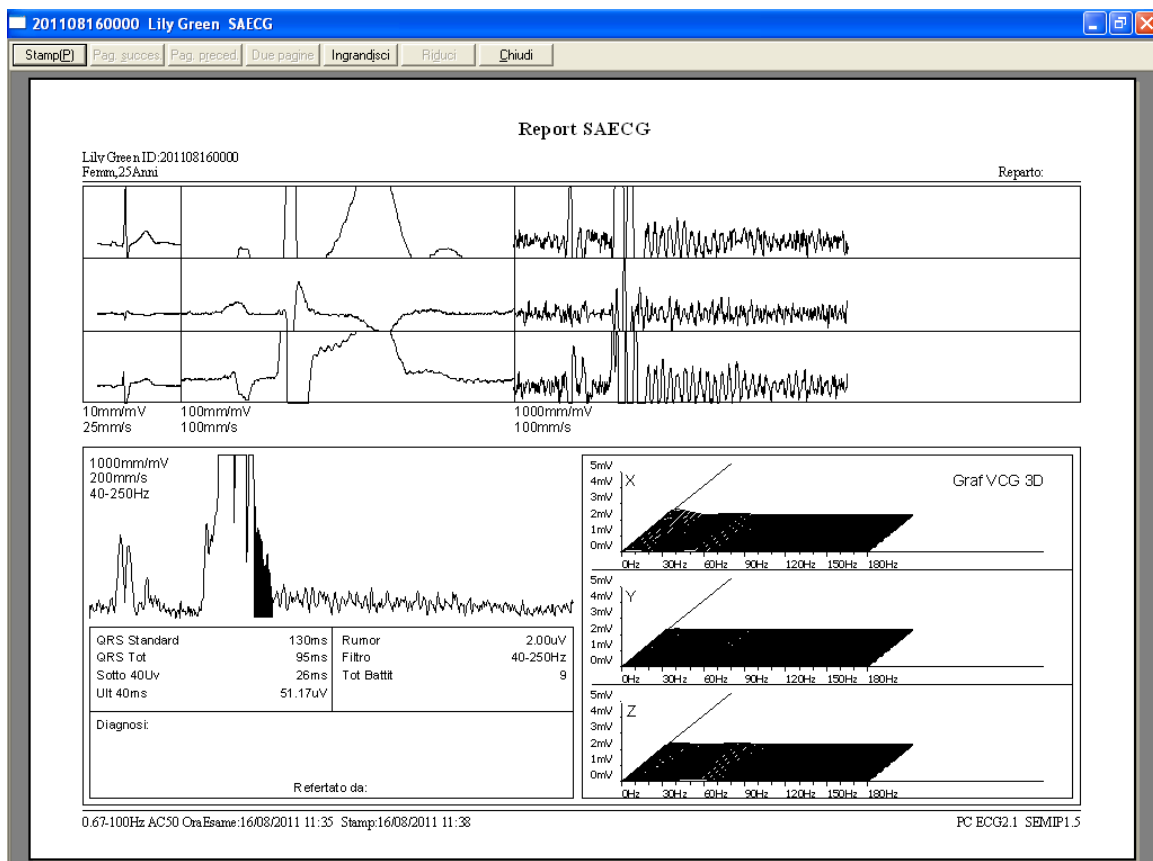 201108160000 Lily Green SAECG
Stamp(P) Pag. succes. Pag. preced. Due pagine Ingrandisci Riduci Chiudi
Report SAECG
Lily Green ID:201108160000
Femm,25Anni Reparto:
10mm/mV 100mm/mV 1000mm/mV
25mm/s 100mm/s 100mm/s
1000mm/mV
200mm/s
40-250Hz
QRS Standard 130ms Rumor 2.00uV
QRS Tot 95ms Filtro 40-250Hz
Sotto 40Uv 26ms Tot Battit 9
Ult 40ms 51.17uV
Diagnosi:
Refertato da:
Graf VCG 3D
5mV
4mV X
3mV
2mV
1mV
0mV
0Hz 30Hz 60Hz 90Hz 120Hz 150Hz 180Hz
5mV
4mV Y
3mV
2mV
1mV
0mV
0Hz 30Hz 60Hz 90Hz 120Hz 150Hz 180Hz
5mV
4mV Z
3mV
2mV
1mV
0mV
0Hz 30Hz 60Hz 90Hz 120Hz 150Hz 180Hz
0.67-100Hz AC50 OraEsame:16/08/2011 11:35 Stamp:16/08/2011 11:38 PC ECG2.1 SEMIP1.5